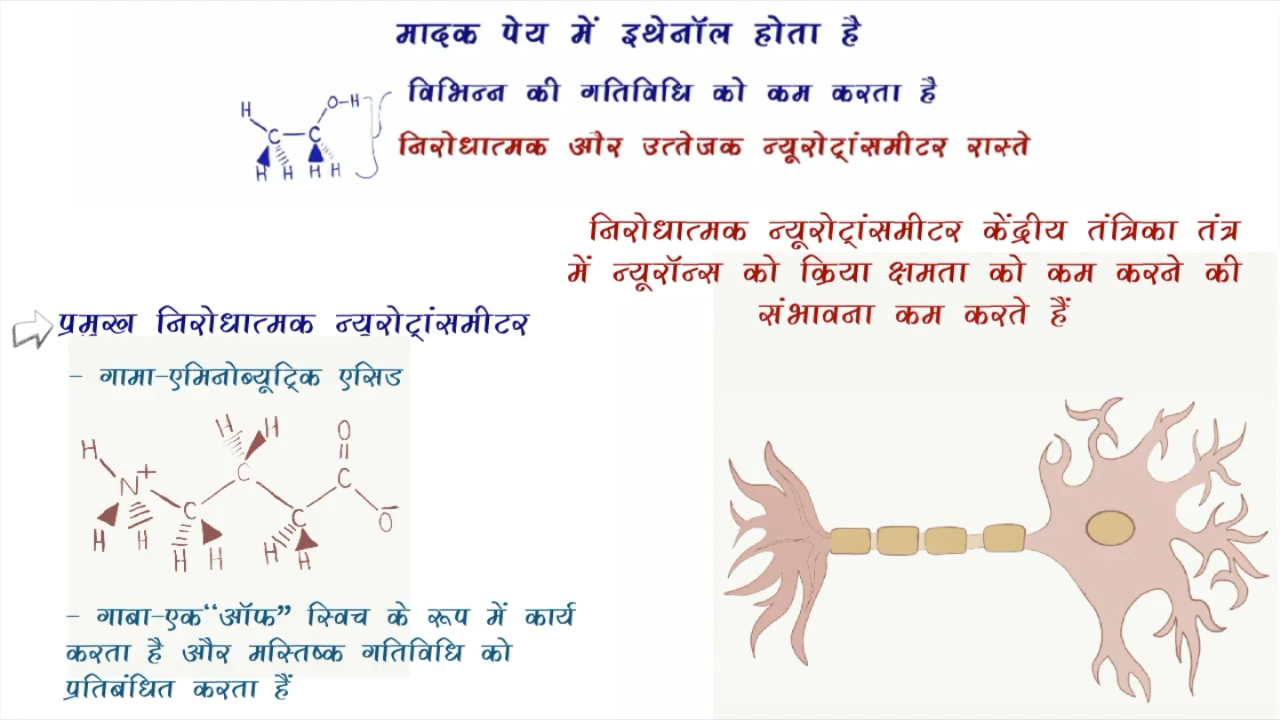 मादक पेय में इथेनॉल होता है
विभिन्न की गतिविधि को कम करता है
निरोधात्मक और उत्तेजक न्यूरोट्रांसमीटर रास्ते
H
O-H
C
C
H H H H
निरोधात्मक न्यूरोट्रांसमीटर केंद्रीय तंत्रिका तंत्र
में न्यूरॉन्स को क्रिया क्षमता को कम करने की
संभावना कम करते हैं
प्रमुख निरोधात्मक न्यूरोट्रांसमीटर
- गामा-एमिनोब्यूट्रिक एसिड
H H
O
H
C
C
N+
C
C
O-
H H H H H H
- गाबा-एक“ऑफ” स्विच के रूप में कार्य
करता है और मस्तिष्क गतिविधि को
प्रतिबंधित करता हैं